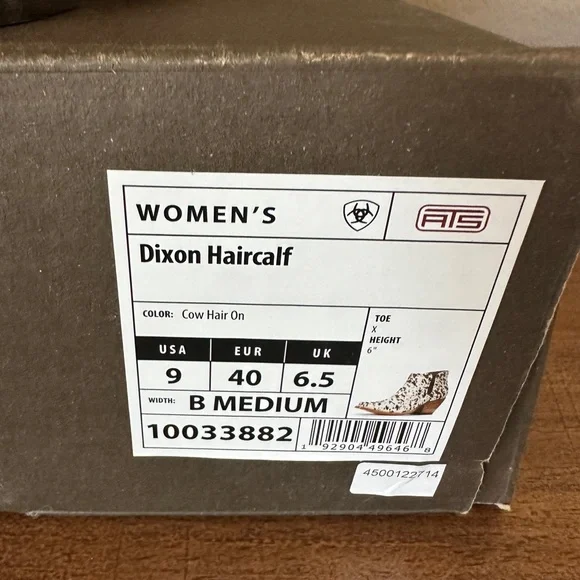 WOMEN'S
ATS
Dixon Haircalf
COLOR: Cow Hair On
TOE
X
HEIGHT
6"
USA EUR UK
9 40 6.5
WIDTH: B MEDIUM
10033882
1 92904 49646 8
4500122714